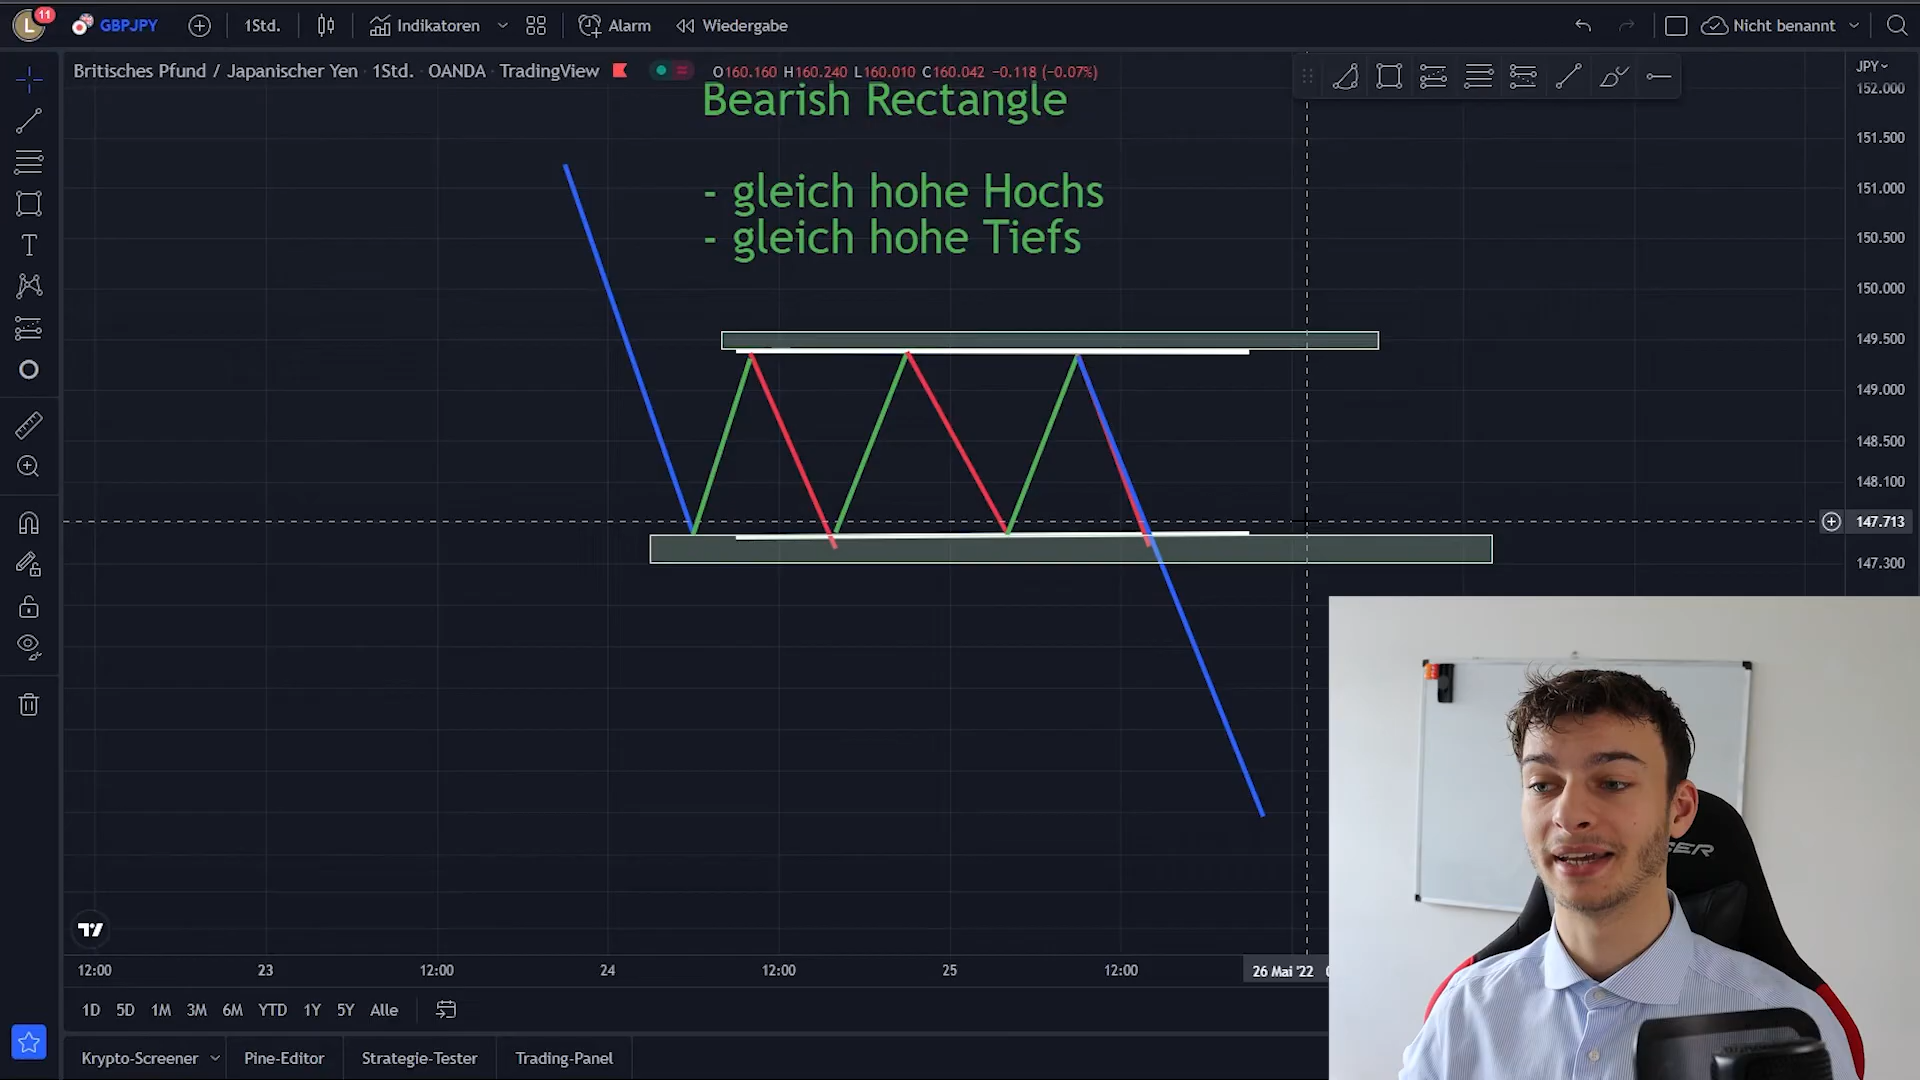 L
11
GBPJPY
1Std.
Indikatoren
Alarm
Wiedergabe
Nicht benannt
Britisches Pfund / Japanischer Yen · 1Std. · OANDA · TradingView
O160.160 H160.240 L160.010 C160.042 −0.118 (−0.07%)
JPY
Bearish Rectangle
- gleich hohe Hochs
- gleich hohe Tiefs
152.000
151.500
151.000
150.500
150.000
149.500
149.000
148.500
148.100
147.713
147.300
12:00
23
12:00
24
12:00
25
12:00
26 Mai '22
1D
5D
1M
3M
6M
YTD
1Y
5Y
Alle
Krypto-Screener
Pine-Editor
Strategie-Tester
Trading-Panel